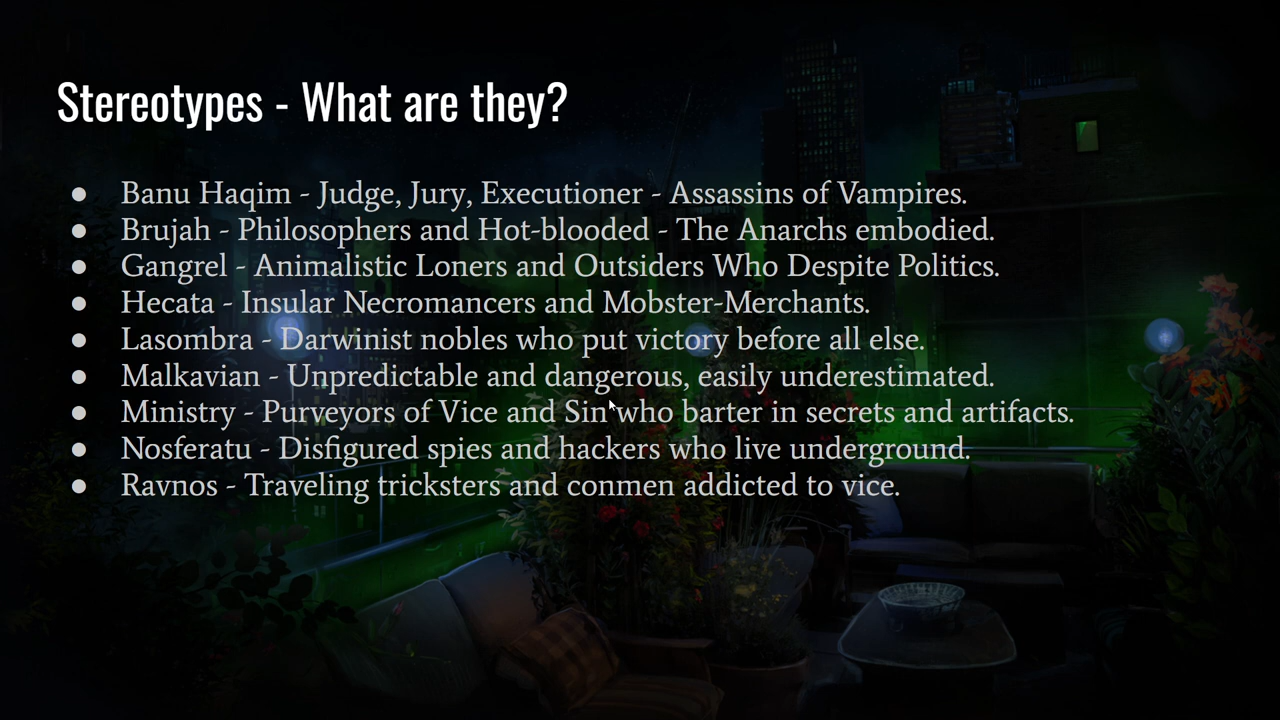 Stereotypes - What are they?
● Banu Haqim - Judge, Jury, Executioner - Assassins of Vampires.
● Brujah - Philosophers and Hot-blooded - The Anarchs embodied.
● Gangrel - Animalistic Loners and Outsiders Who Despite Politics.
● Hecata - Insular Necromancers and Mobster-Merchants.
● Lasombra - Darwinist nobles who put victory before all else.
● Malkavian - Unpredictable and dangerous, easily underestimated.
● Ministry - Purveyors of Vice and Sin who barter in secrets and artifacts.
● Nosferatu - Disfigured spies and hackers who live underground.
● Ravnos - Traveling tricksters and conmen addicted to vice.